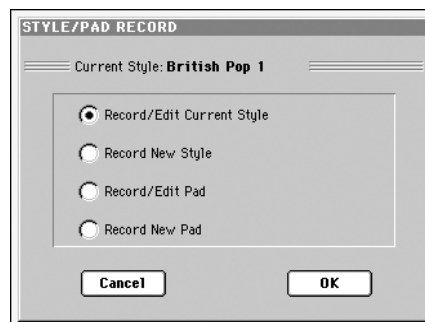 STYLE/PAD RECORD
Current Style: British Pop 1
Record/Edit Current Style
Record New Style
Record/Edit Pad
Record New Pad
Cancel OK